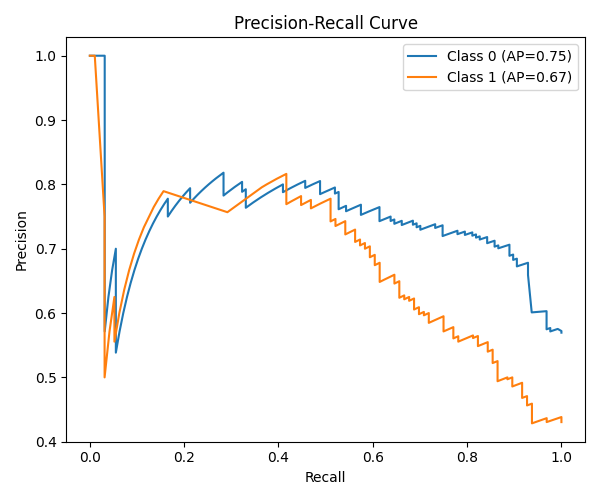 Precision-Recall Curve
Class 0 (AP=0.75)
Class 1 (AP=0.67)
Precision
1.0
0.9
0.8
0.7
0.6
0.5
0.4
0.0 0.2 0.4 0.6 0.8 1.0
Recall